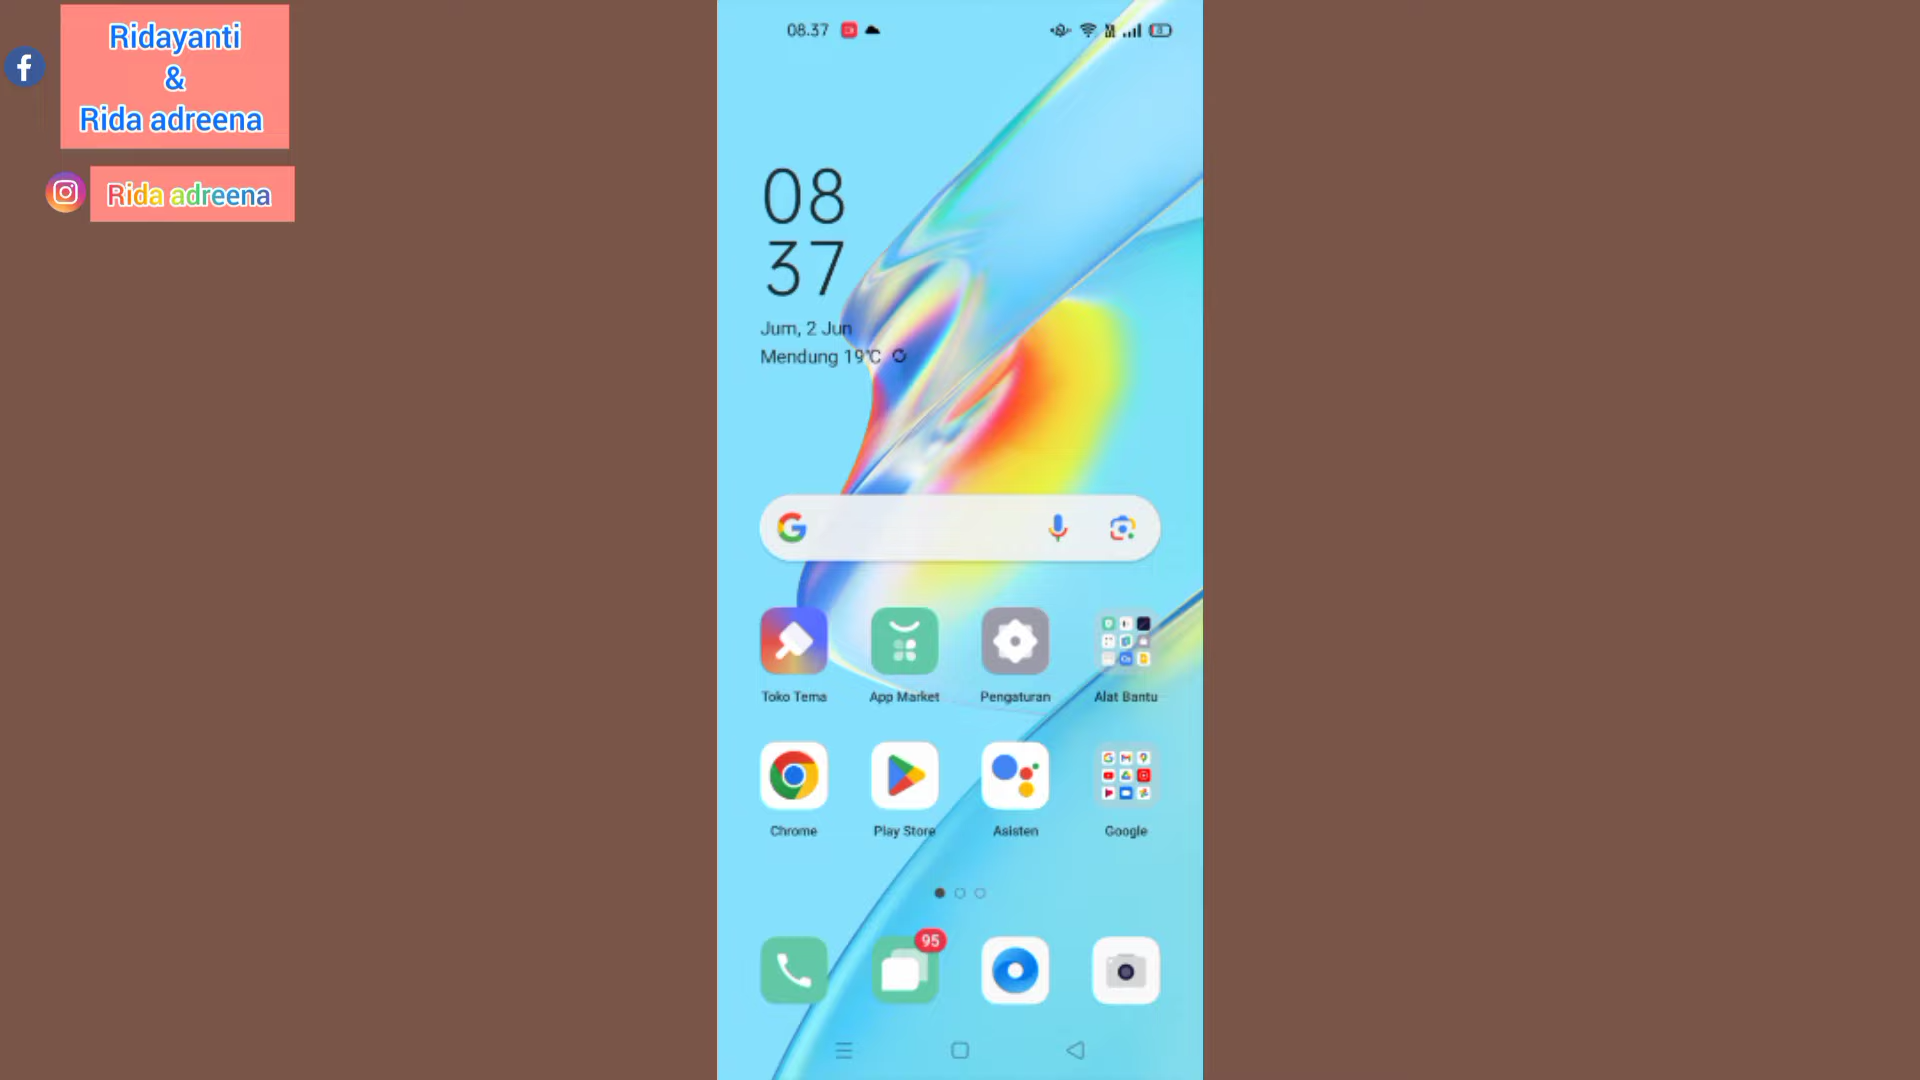 Ridayanti
&
Rida adreena
Rida adreena
08.37
08
37
Jum, 2 Jun
Mendung 19°C
Toko Tema App Market Pengaturan Alat Bantu
Chrome Play Store Asisten Google
95